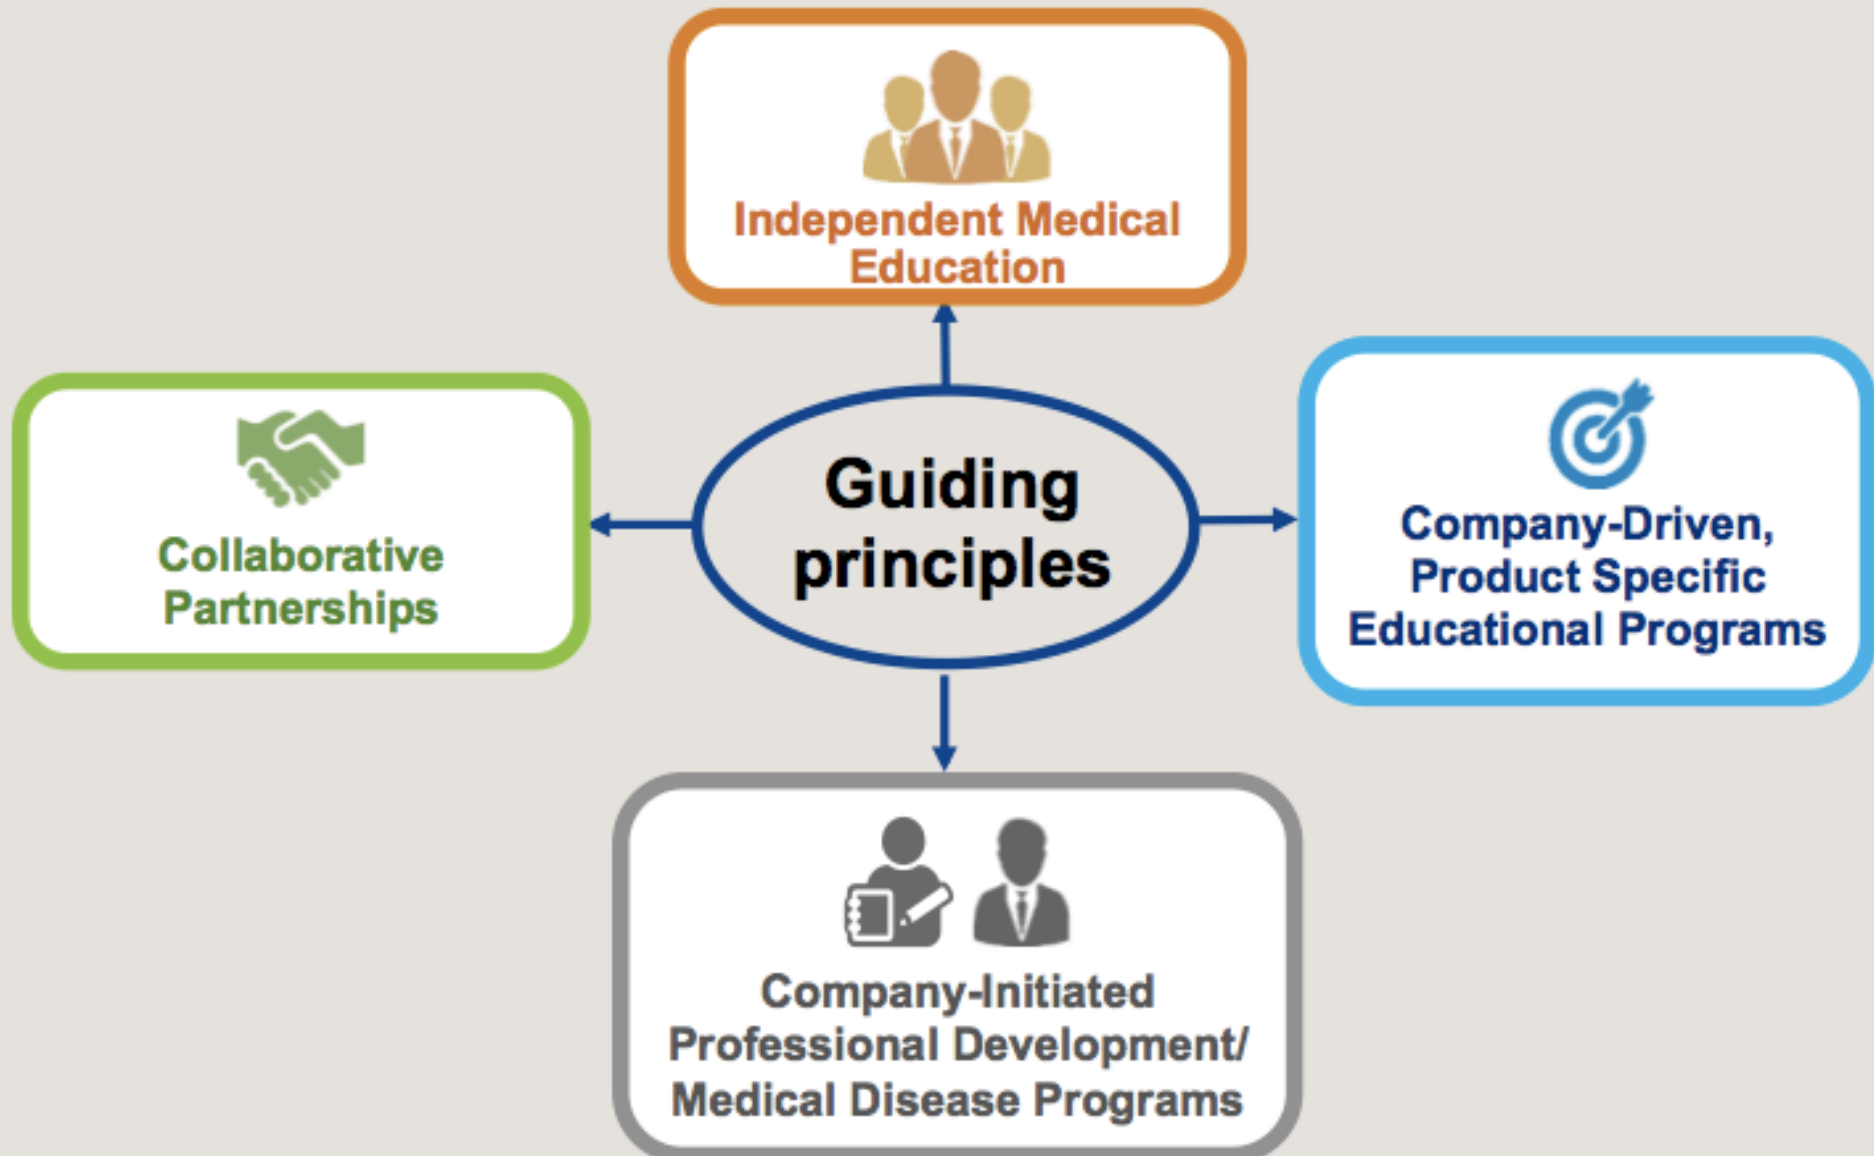 Independent Medical
Education
Collaborative
Partnerships
Guiding
principles
Company-Driven,
Product Specific
Educational Programs
Company-Initiated
Professional Development/
Medical Disease Programs